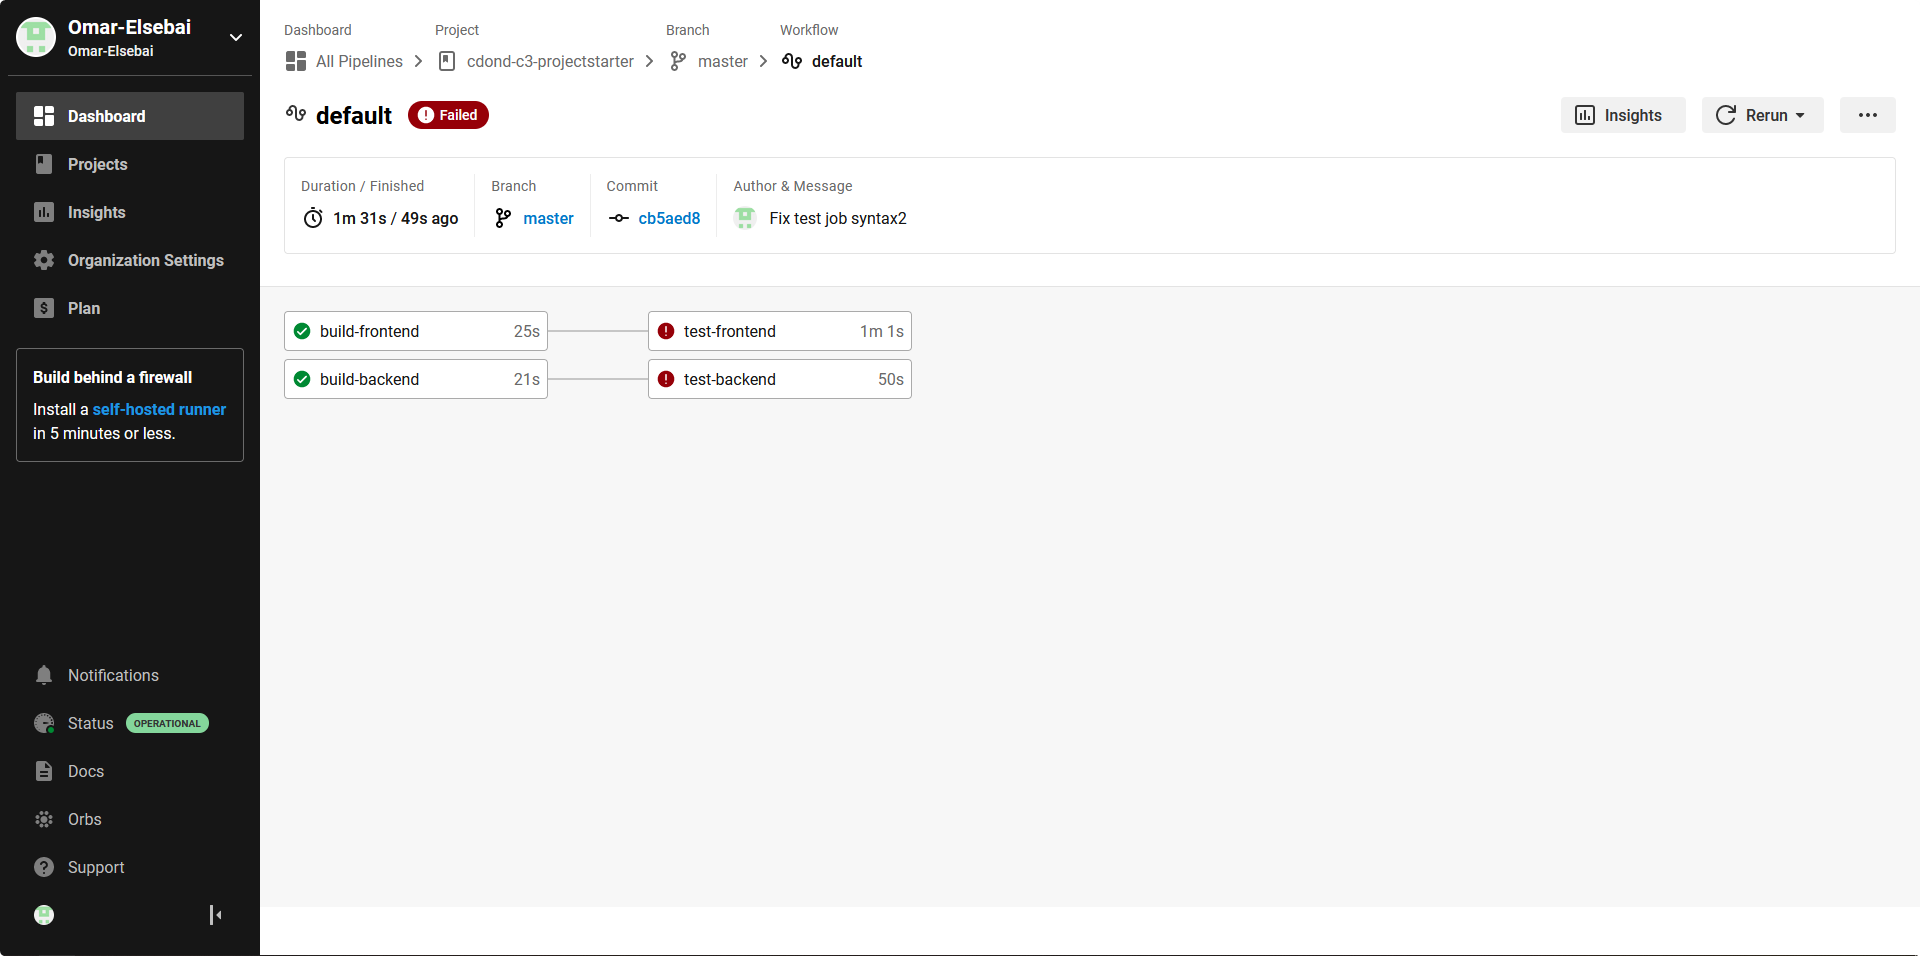 Omar-Elsebai
Omar-Elsebai
Dashboard
Projects
Insights
Organization Settings
Plan
Build behind a firewall
Install a self-hosted runner
in 5 minutes or less.
Notifications
Status OPERATIONAL
Docs
Orbs
Support
Dashboard Project Branch Workflow
All Pipelines cdond-c3-projectstarter master default
default Failed
Insights Rerun
Duration / Finished Branch Commit Author & Message
1m 31s / 49s ago master cb5aed8 Fix test job syntax2
build-frontend 25s test-frontend 1m 1s
build-backend 21s test-backend 50s